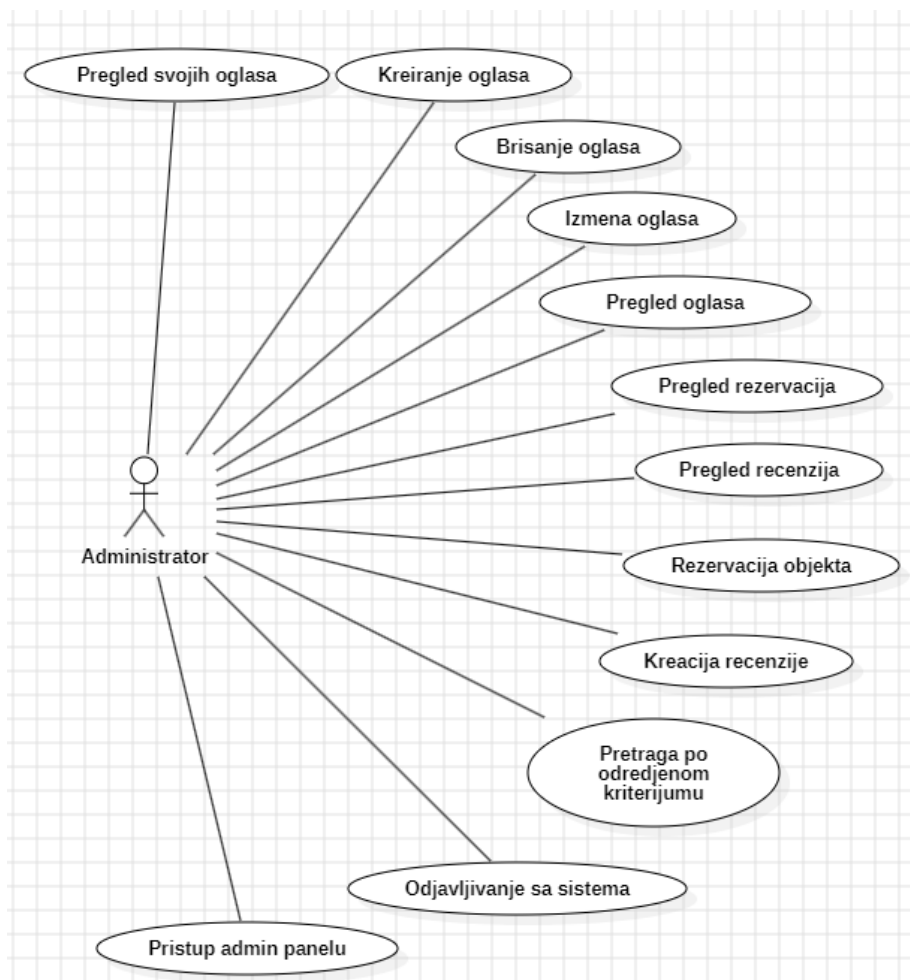 Pregled svojih oglasa
Kreiranje oglasa
Brisanje oglasa
Izmena oglasa
Pregled oglasa
Pregled rezervacija
Pregled recenzija
Administrator
Rezervacija objekta
Kreacija recenzije
Pretraga po
odredjenom
kriterijumu
Odjavljivanje sa sistema
Pristup admin panelu